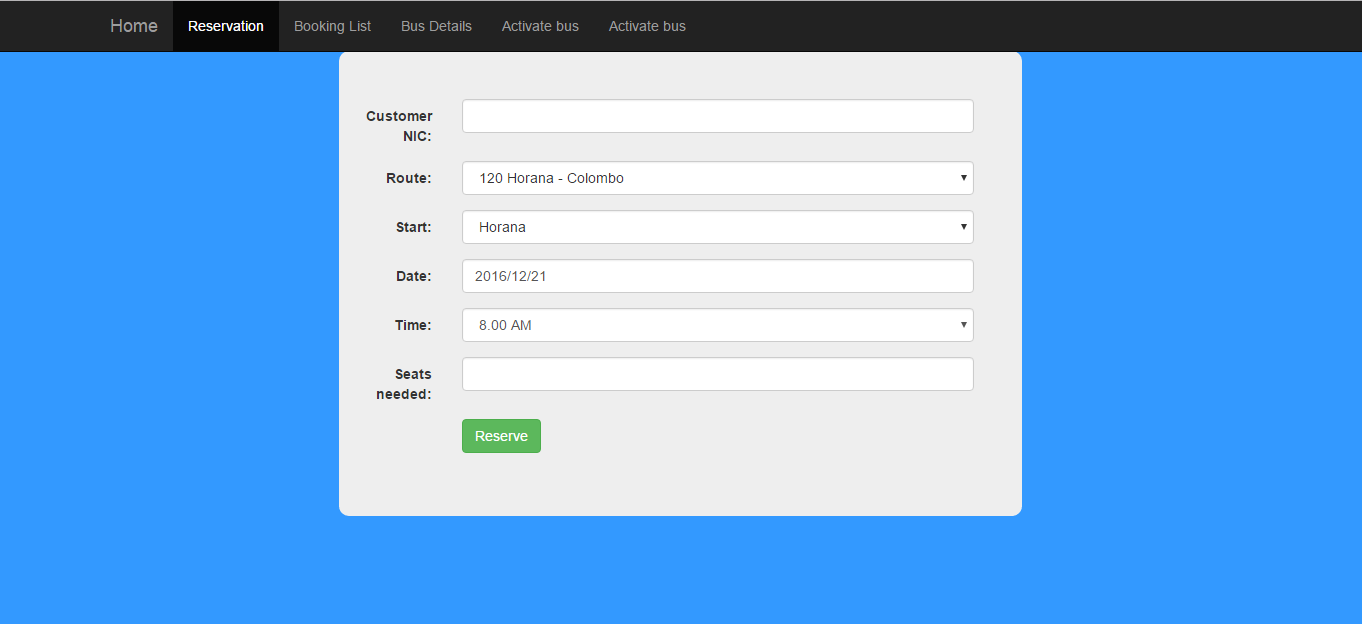 Home Reservation Booking List Bus Details Activate bus Activate bus
Customer
NIC:
Route: 120 Horana - Colombo
Start: Horana
Date: 2016/12/21
Time: 8.00 AM
Seats
needed:
Reserve